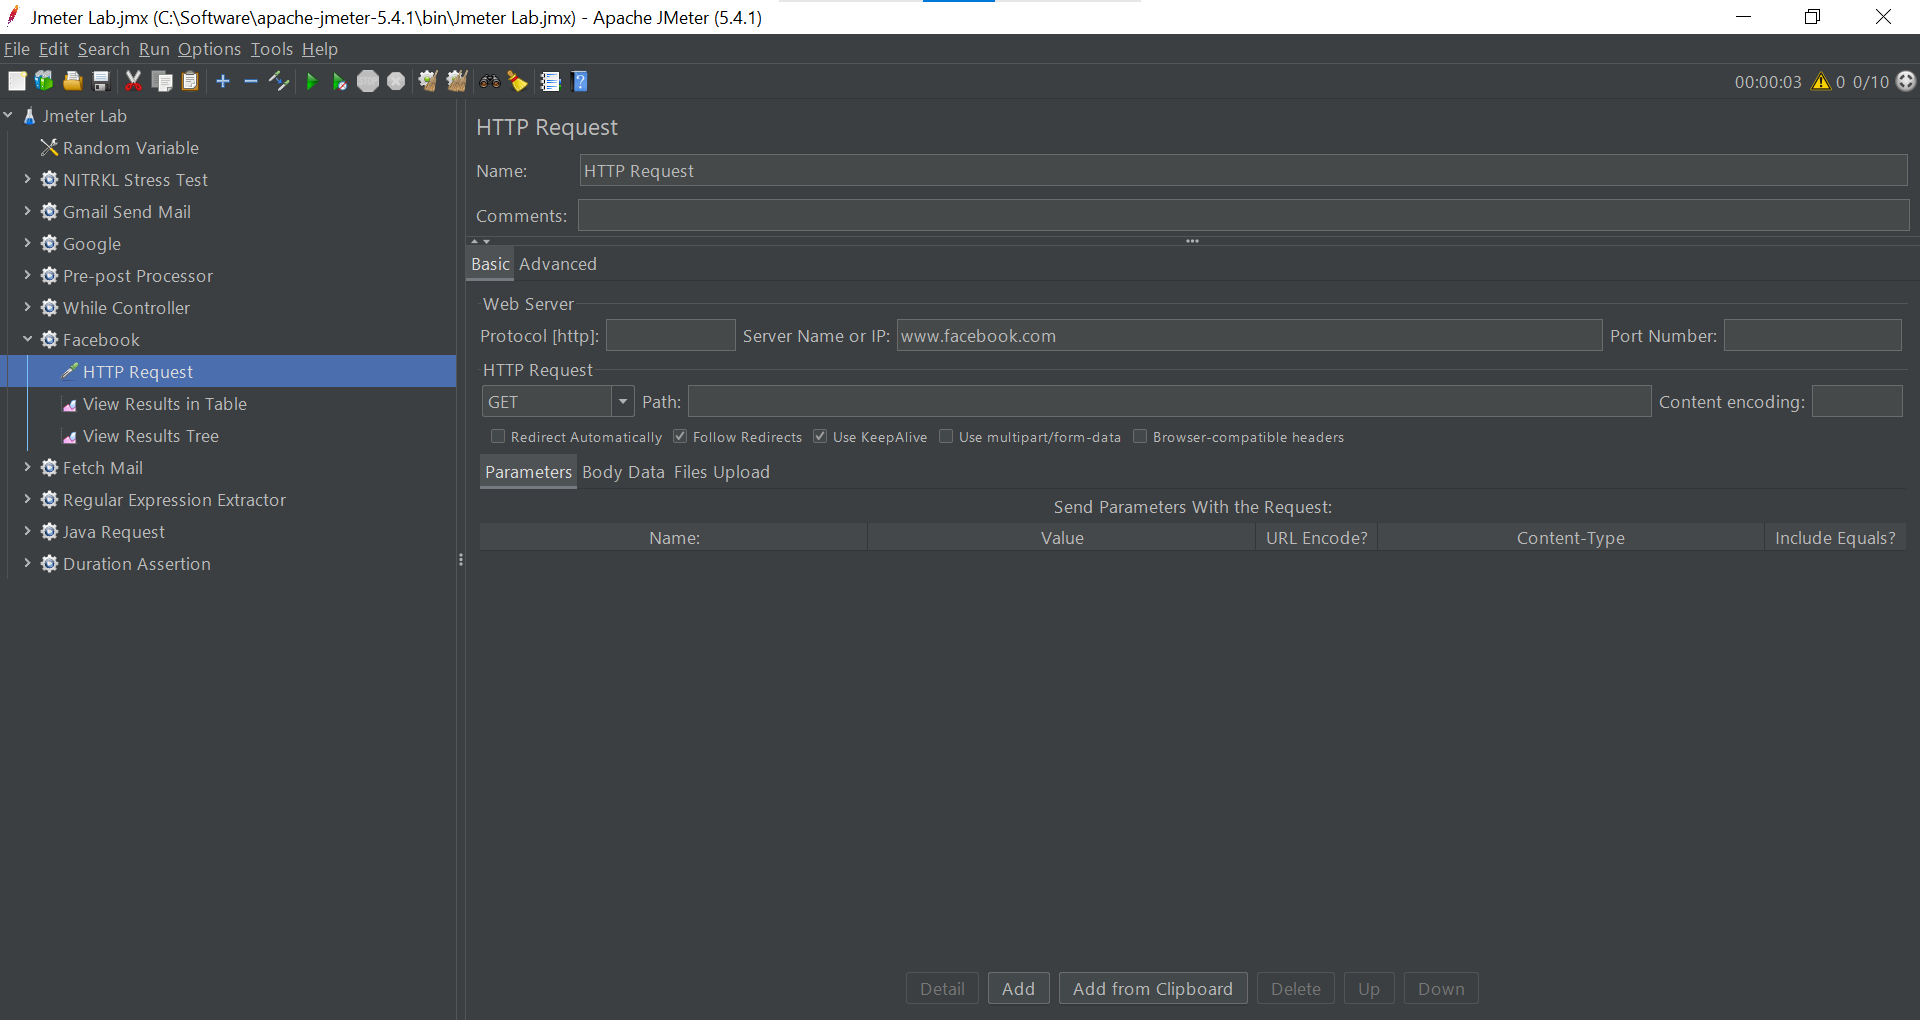 Jmeter Lab.jmx (C:\Software\apache-jmeter-5.4.1\bin\Jmeter Lab.jmx) - Apache JMeter (5.4.1)
File Edit Search Run Options Tools Help
00:00:03 0 0/10
Jmeter Lab
Random Variable
NITRKL Stress Test
Gmail Send Mail
Google
Pre-post Processor
While Controller
Facebook
HTTP Request
View Results in Table
View Results Tree
Fetch Mail
Regular Expression Extractor
Java Request
Duration Assertion
HTTP Request
Name: HTTP Request
Comments:
Basic Advanced
Web Server
Protocol [http]: Server Name or IP: www.facebook.com Port Number:
HTTP Request
GET Path: Content encoding:
Redirect Automatically Follow Redirects Use KeepAlive Use multipart/form-data Browser-compatible headers
Parameters Body Data Files Upload
Send Parameters With the Request:
Name: Value URL Encode? Content-Type Include Equals?
Detail Add Add from Clipboard Delete Up Down